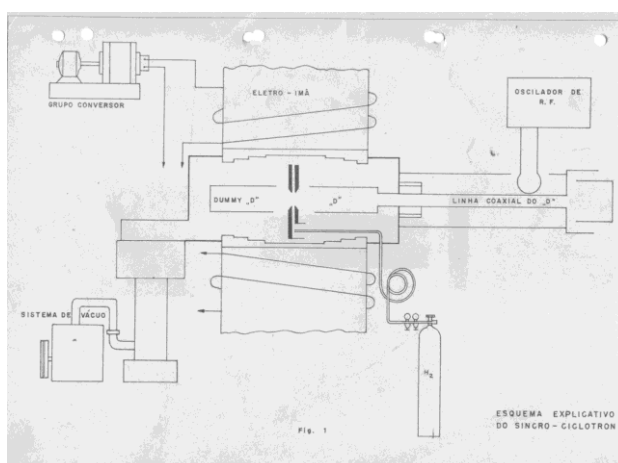 GRUPO CONVERSOR
ELETRO-IMÃ
OSCILADOR DE
R.F.
DUMMY „D"
„D"
LINHA COAXIAL DO „D"
SISTEMA DE VÁCUO
H2
Fig. 1
ESQUEMA EXPLICATIVO
DO SINCRO-CICLOTRON